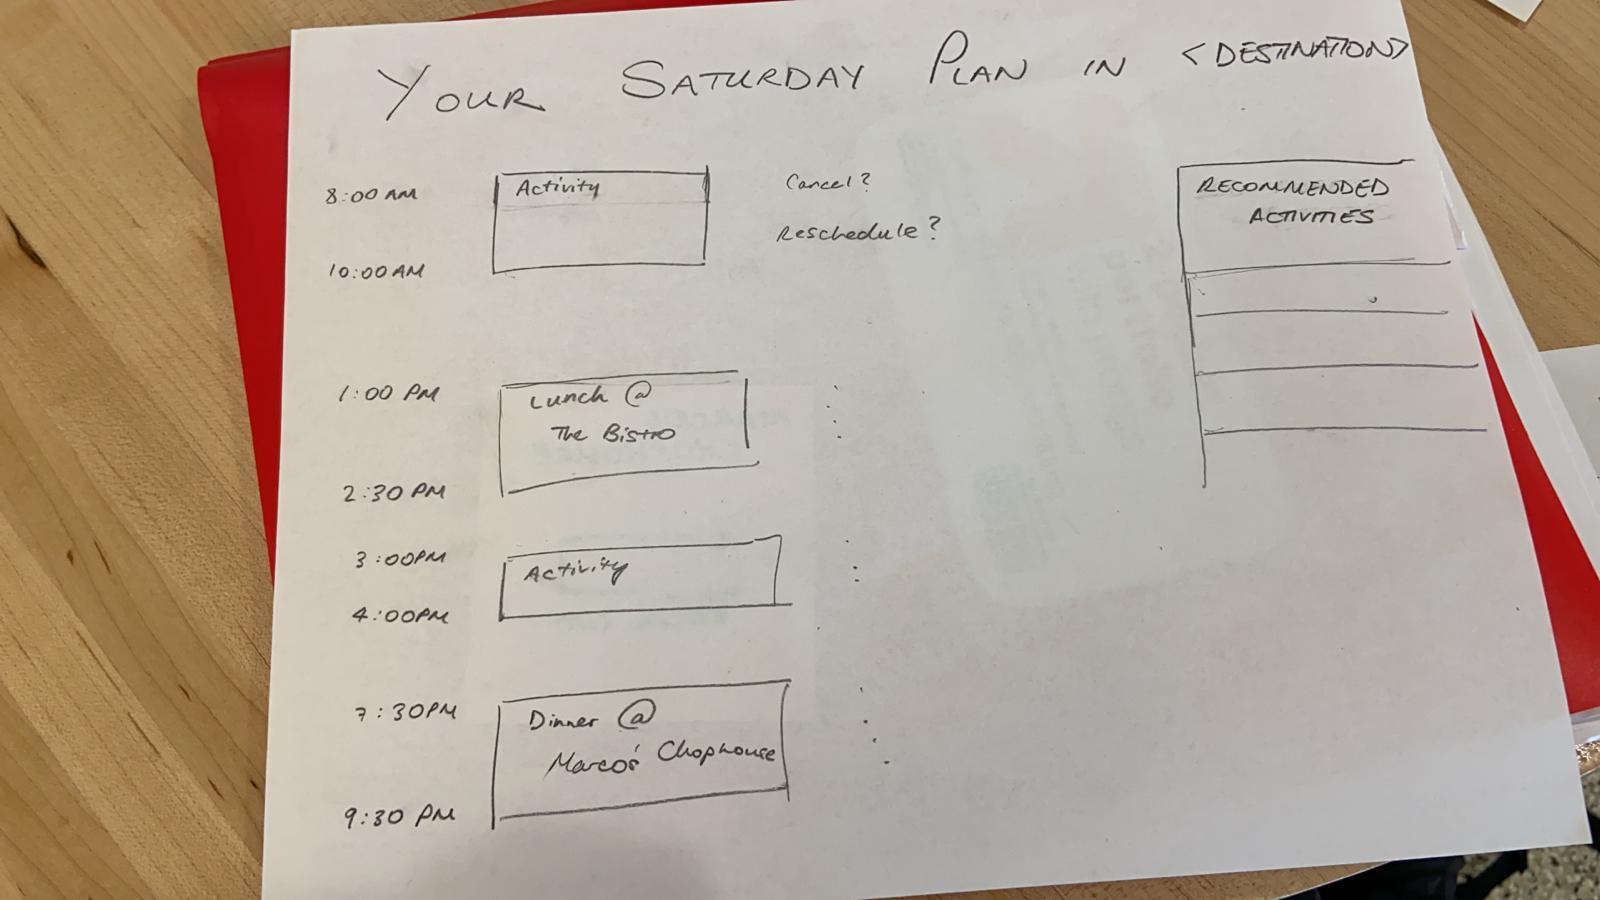 YOUR SATURDAY PLAN IN <DESTINATION>
8:00 AM
Activity
Cancel?
Reschedule?
10:00 AM
RECOMMENDED
ACTIVITIES
1:00 PM
Lunch @
The Bistro
2:30 PM
3:00PM
Activity
4:00PM
7:30PM
Dinner @
Marco's Chophouse
9:30 PM